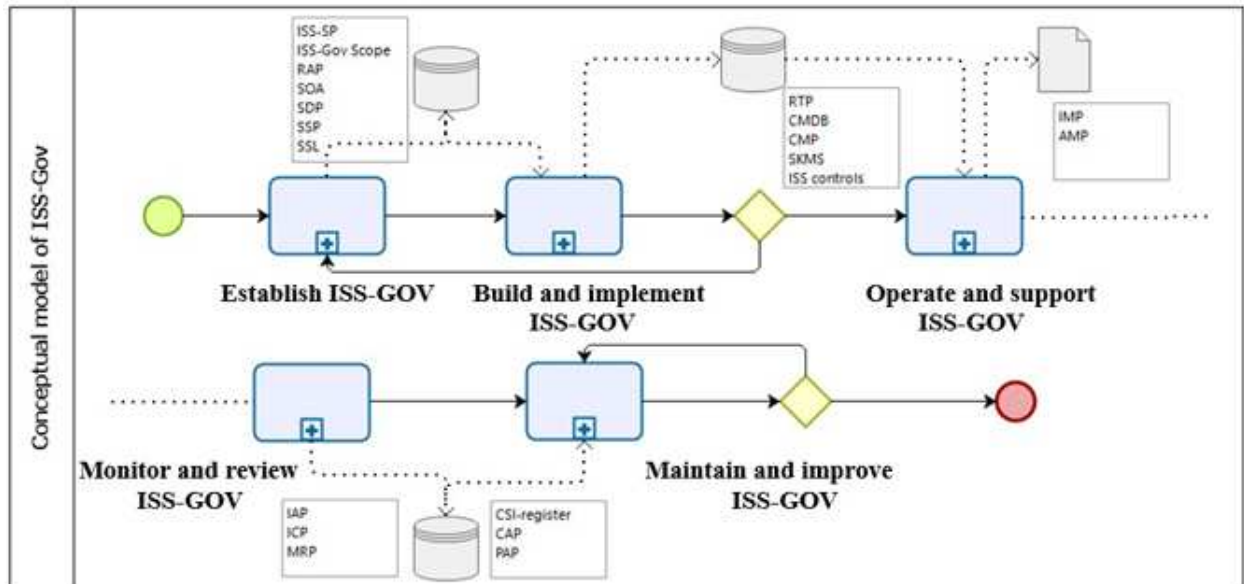 Conceptual model of ISS-Gov
ISS-SP
ISS-Gov Scope
RAP
SOA
SDP
SSP
SSL
RTP
CMDB
CMP
SKMS
ISS controls
IMP
AMP
Establish ISS-GOV
Build and implement
ISS-GOV
Operate and support
ISS-GOV
Monitor and review
ISS-GOV
Maintain and improve
ISS-GOV
IAP
ICP
MRP
CSI-register
CAP
PAP